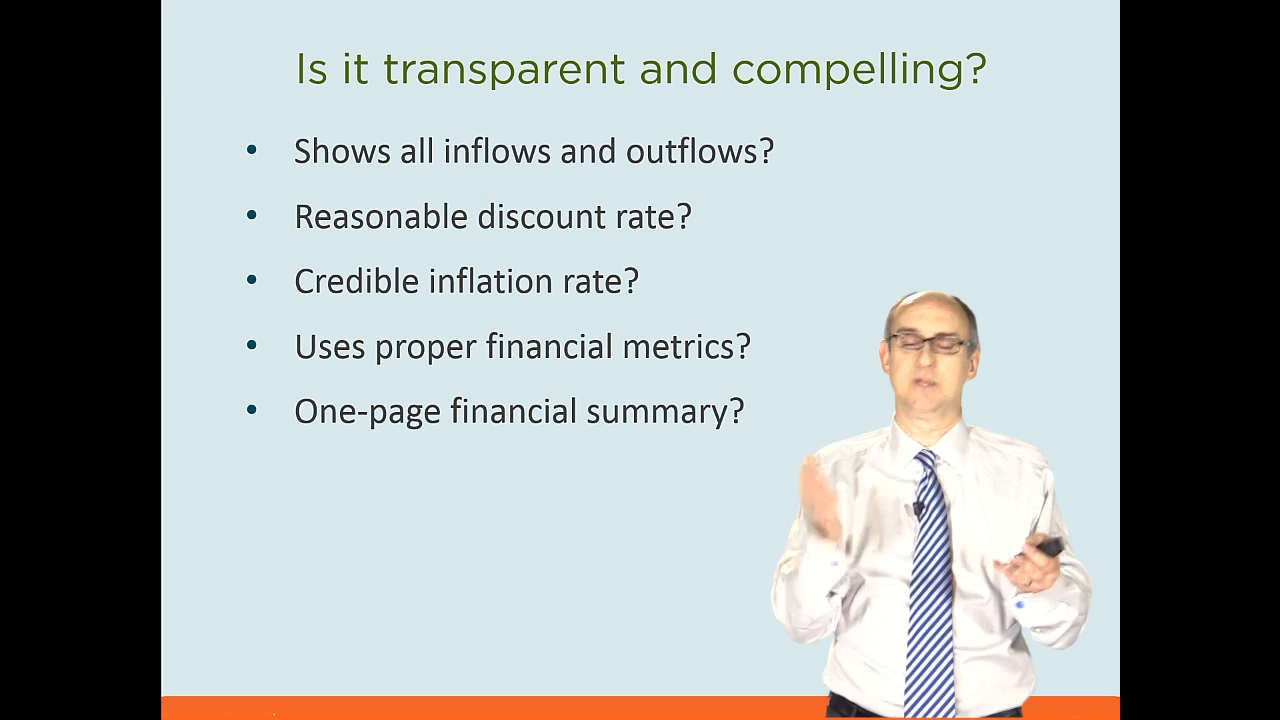 Is it transparent and compelling?
• Shows all inflows and outflows?
• Reasonable discount rate?
• Credible inflation rate?
• Uses proper financial metrics?
• One-page financial summary?